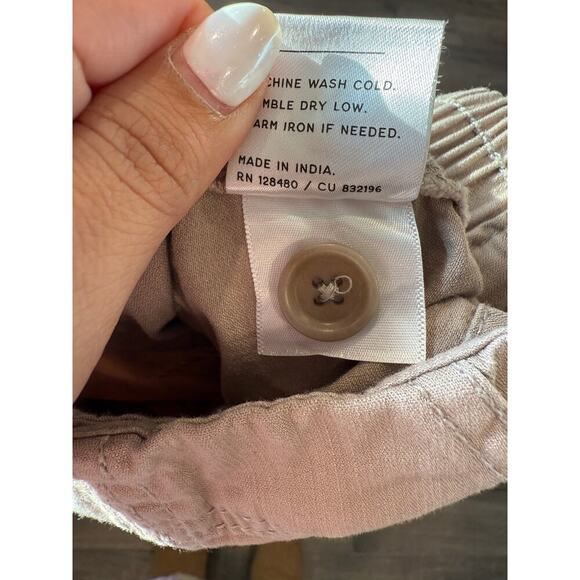 CHINE WASH COLD.
MBLE DRY LOW.
ARM IRON IF NEEDED.
MADE IN INDIA.
RN 128480 / CU 832196